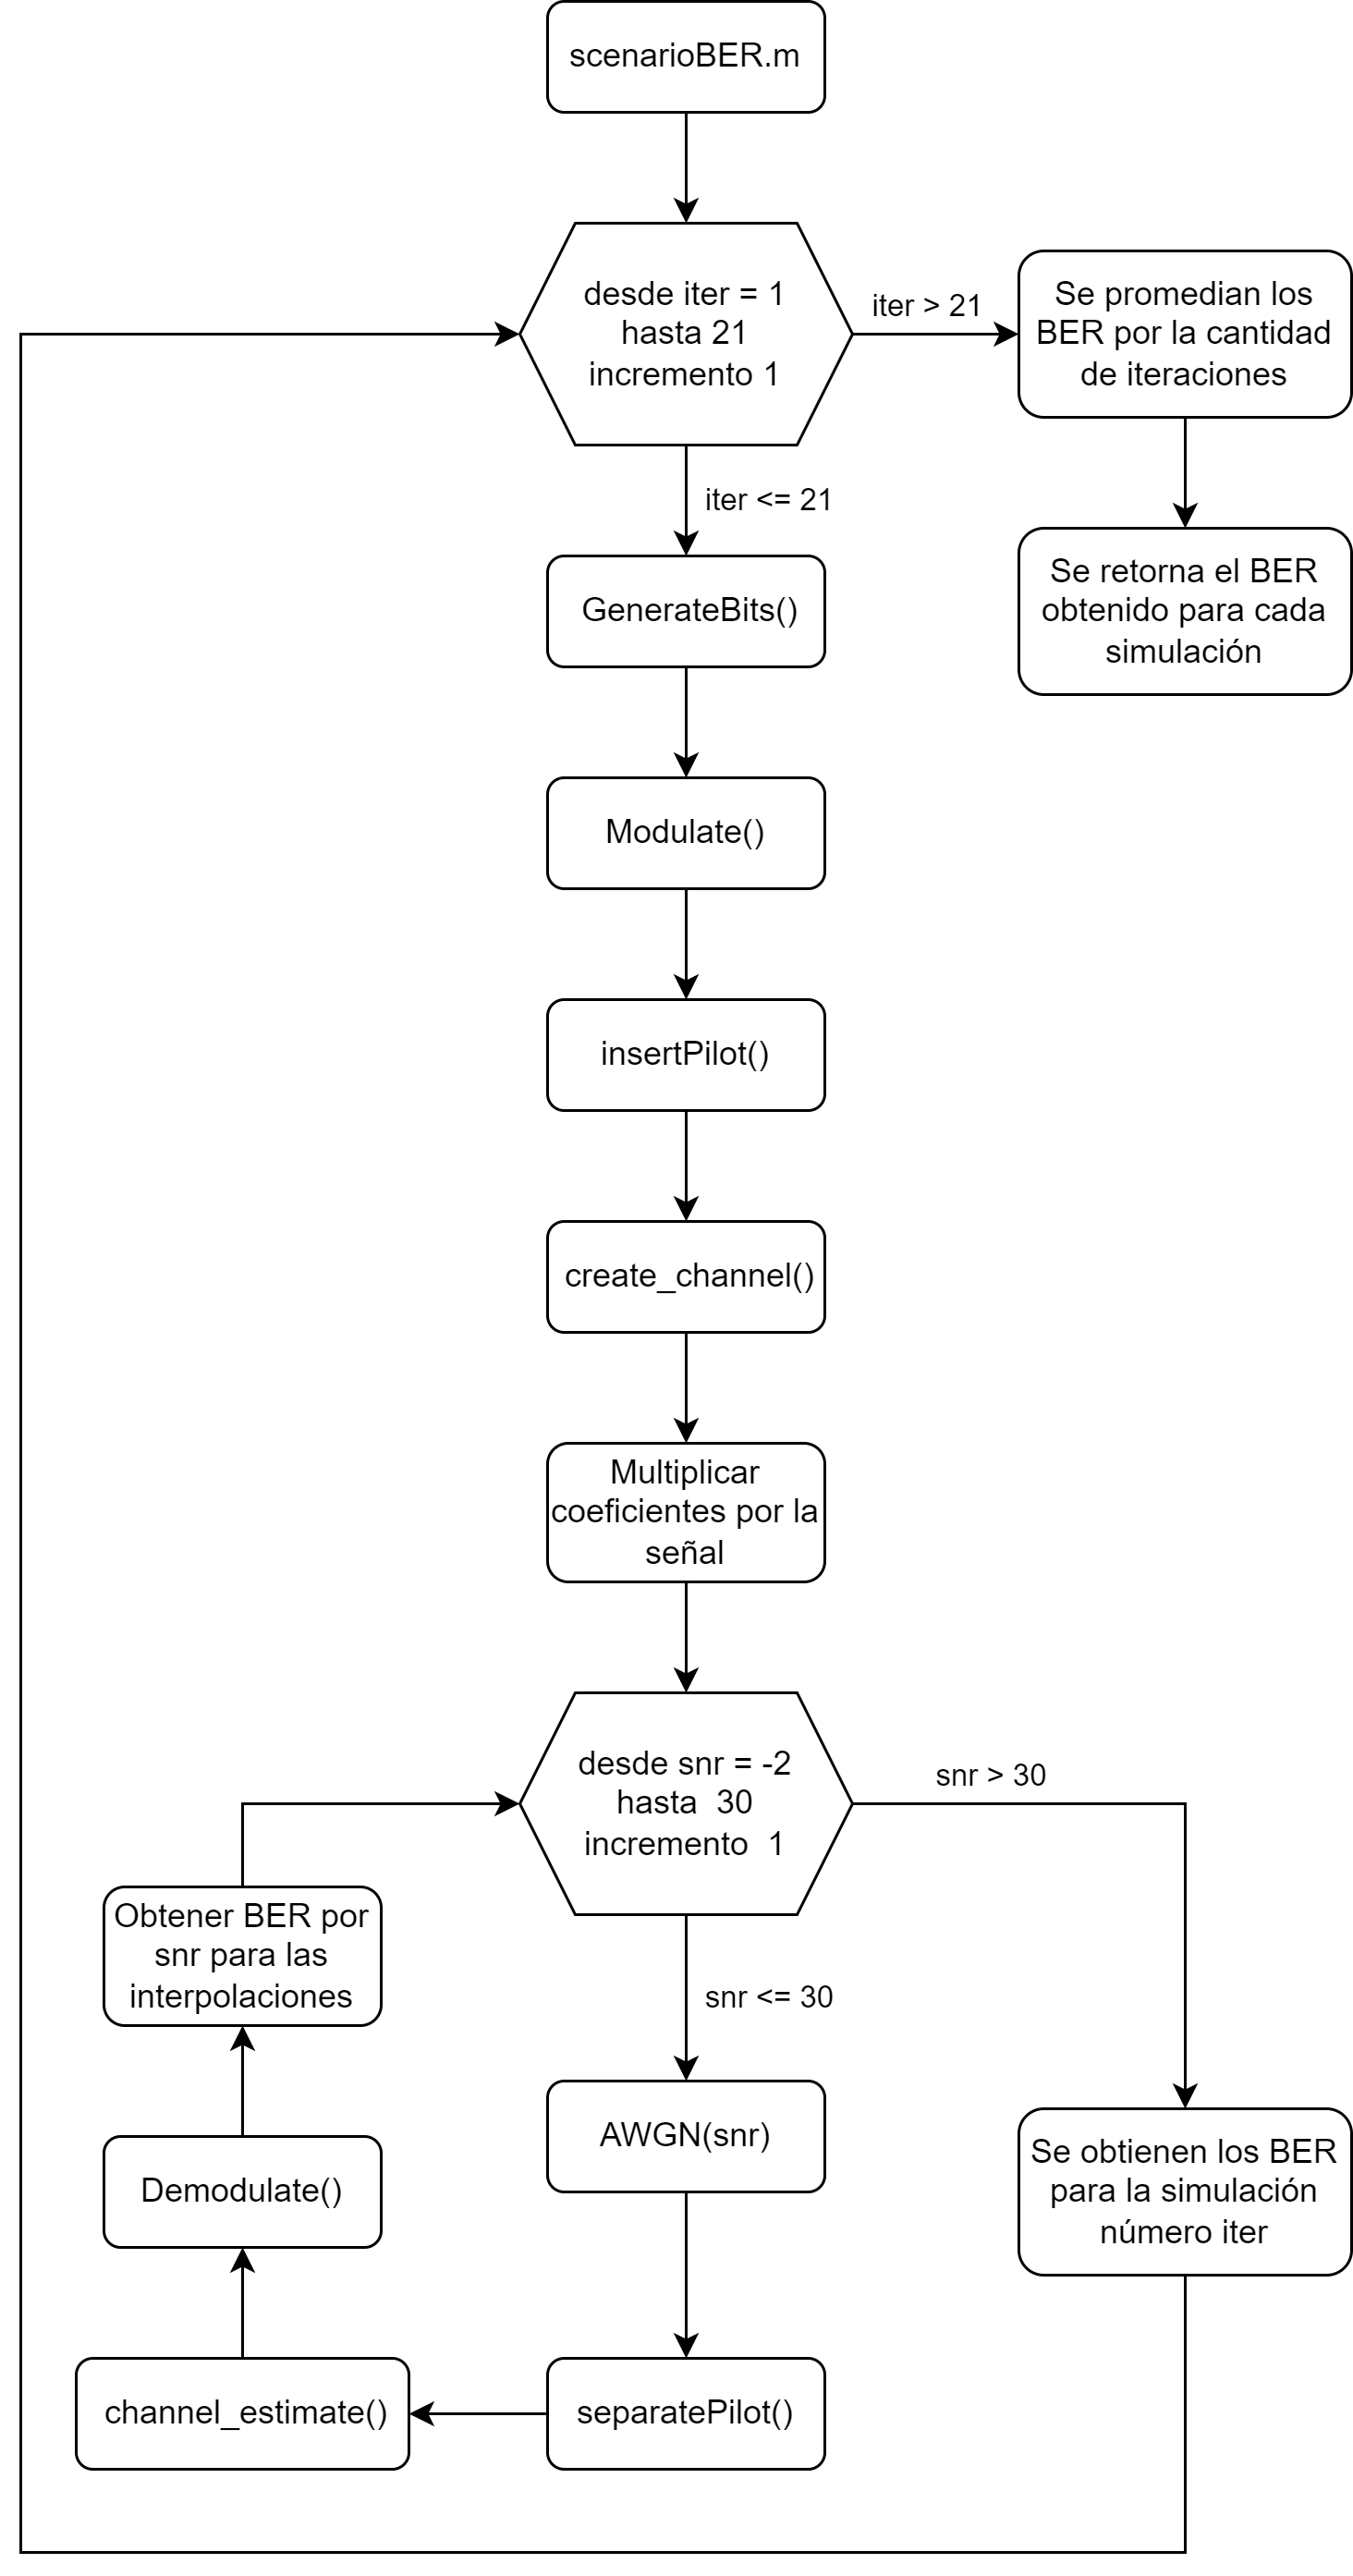 scenarioBER.m
desde iter = 1
hasta 21
incremento 1
iter > 21
Se promedian los
BER por la cantidad
de iteraciones
iter <= 21
Se retorna el BER
obtenido para cada
simulación
GenerateBits()
Modulate()
insertPilot()
create_channel()
Multiplicar
coeficientes por la
señal
desde snr = -2
hasta  30
incremento  1
snr > 30
snr <= 30
AWGN(snr)
separatePilot()
channel_estimate()
Demodulate()
Obtener BER por
snr para las
interpolaciones
Se obtienen los BER
para la simulación
número iter